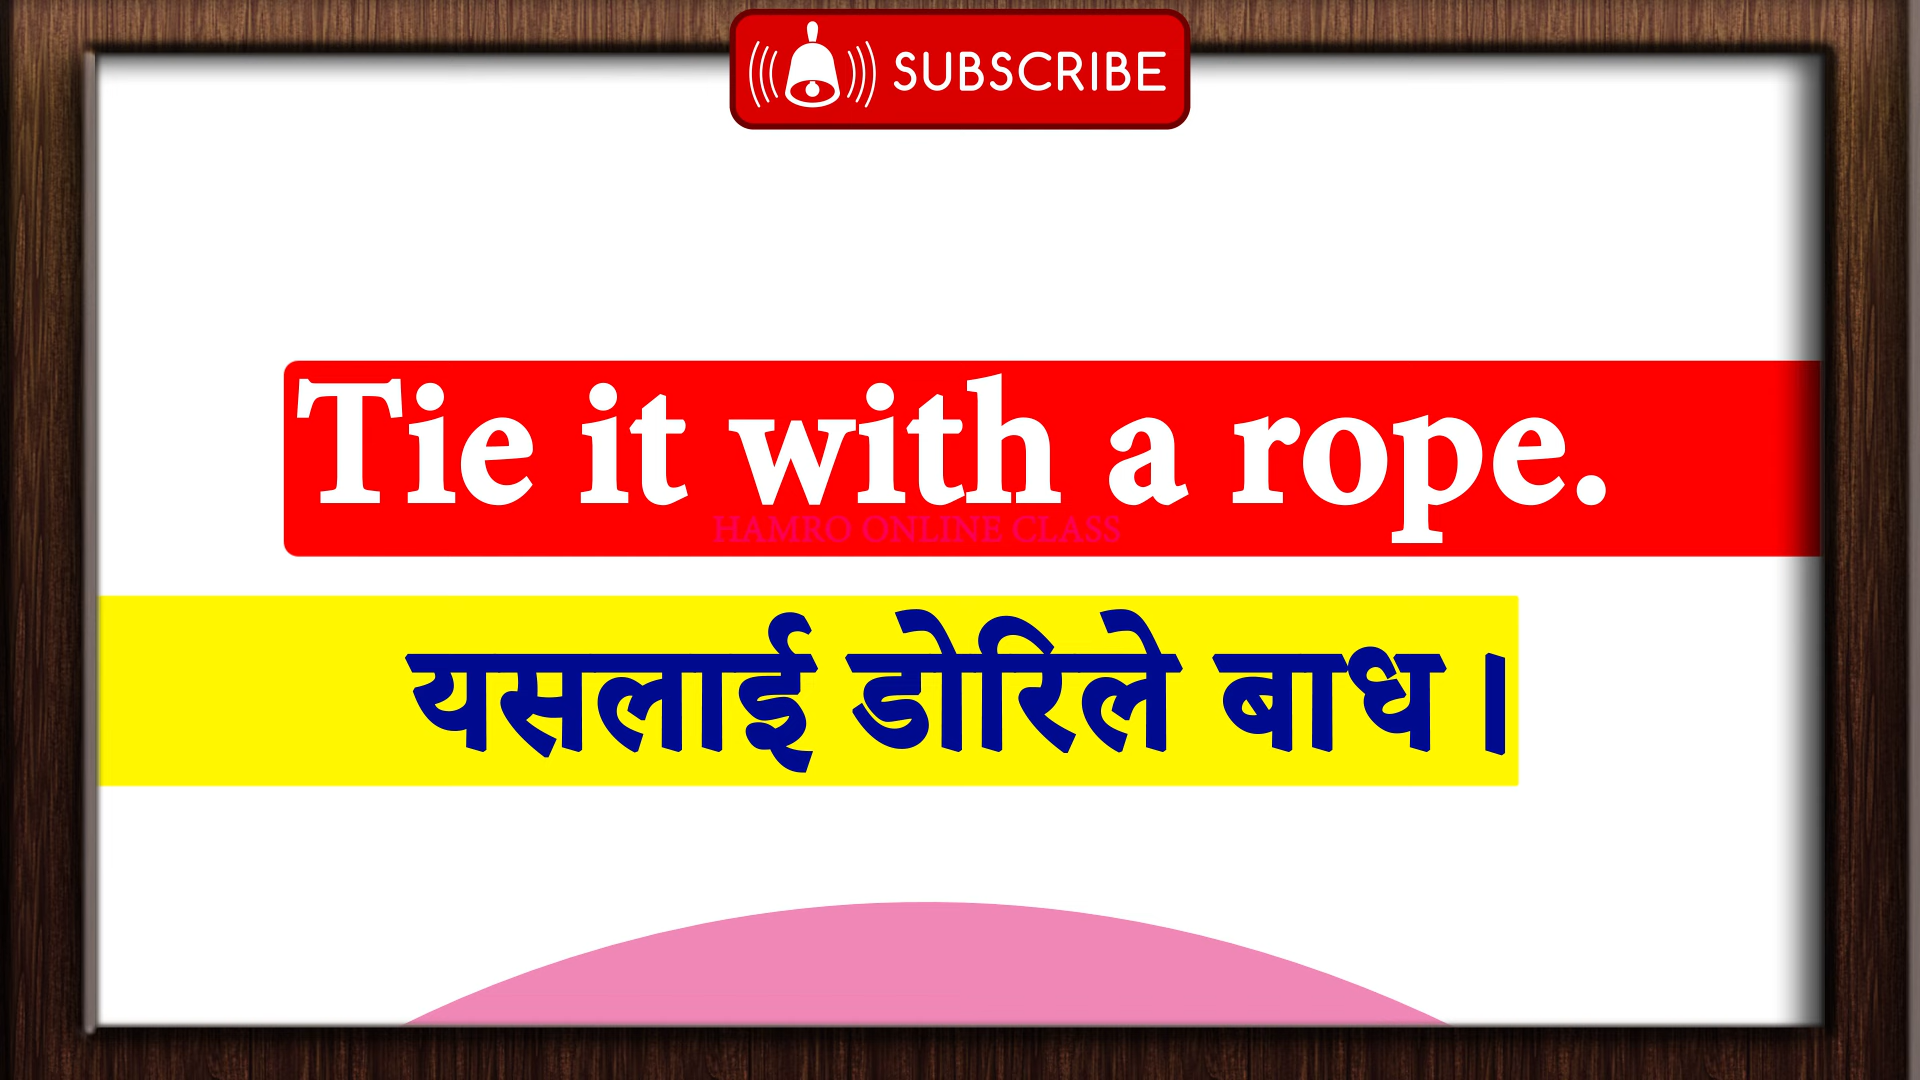 SUBSCRIBE
Tie it with a rope.
HAMRO ONLINE CLASS
यसलाई डोरिले बाध ।